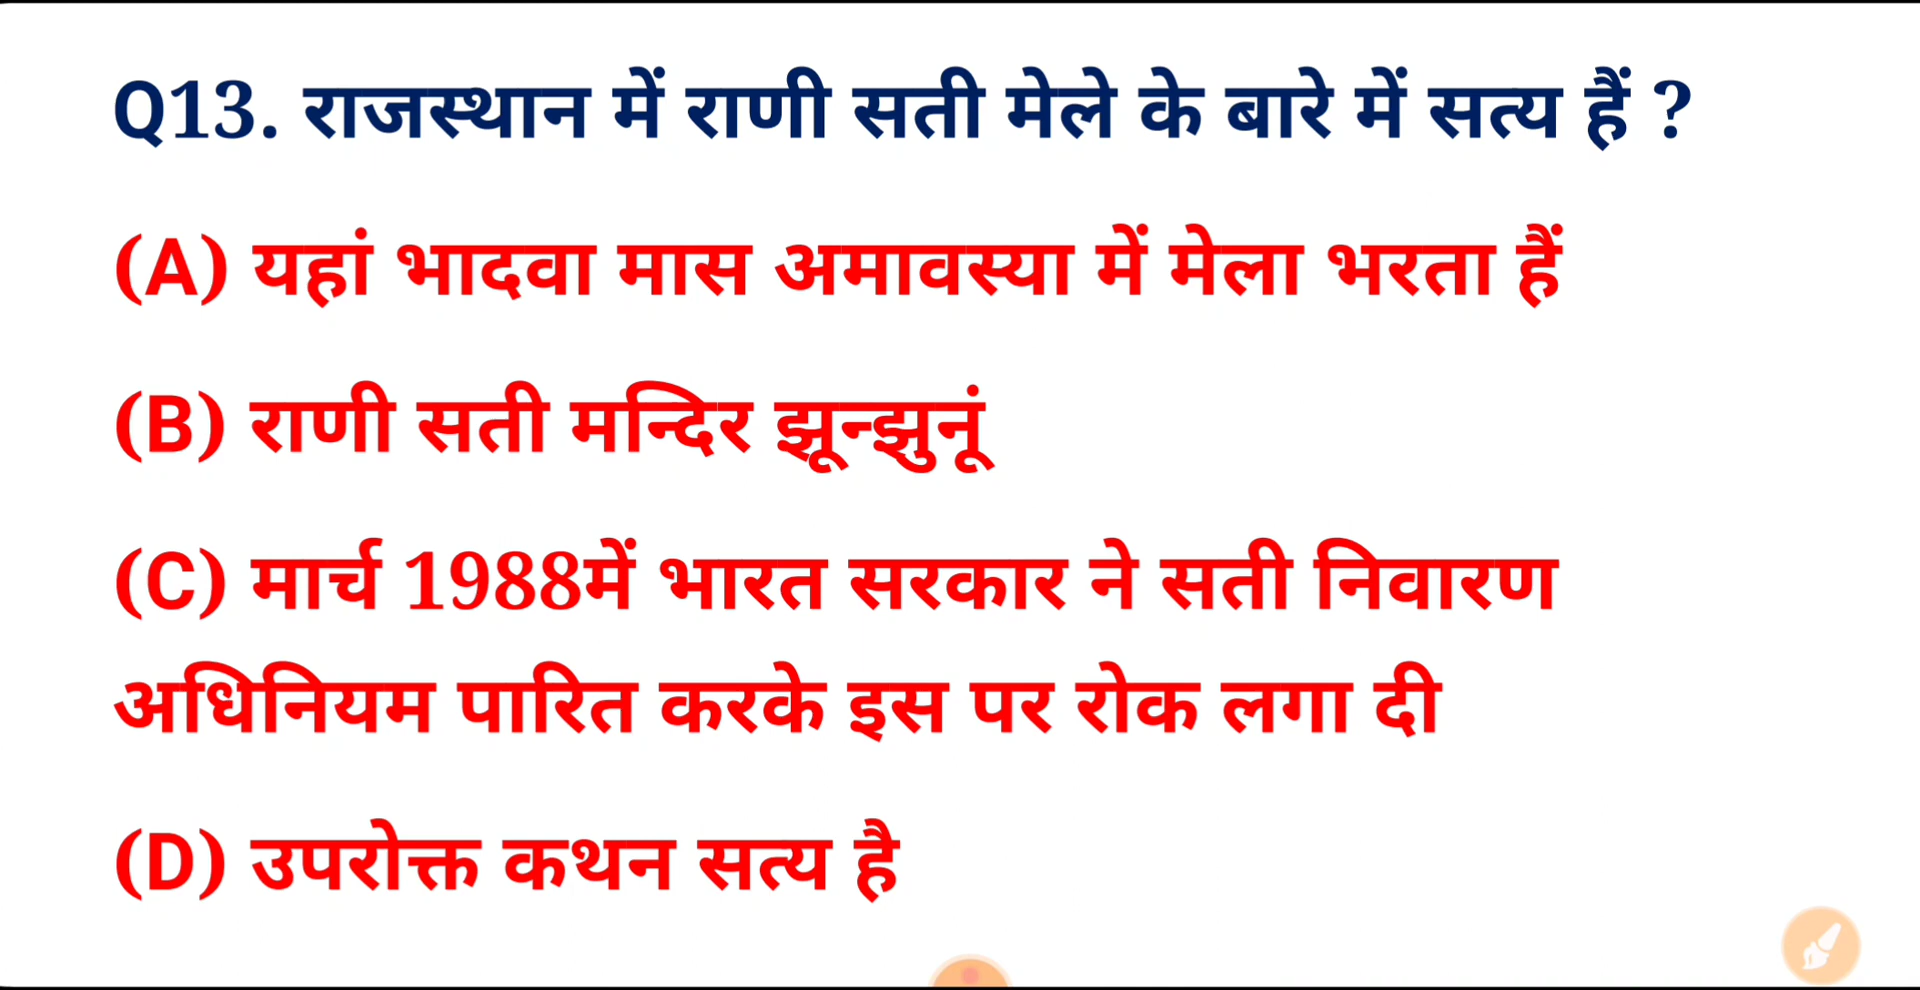 Q13. राजस्थान में राणी सती मेले के बारे में सत्य हैं ?
(A) यहां भादवा मास अमावस्या में मेला भरता हैं
(B) राणी सती मन्दिर झून्झुनूं
(C) मार्च 1988में भारत सरकार ने सती निवारण
अधिनियम पारित करके इस पर रोक लगा दी
(D) उपरोक्त कथन सत्य है